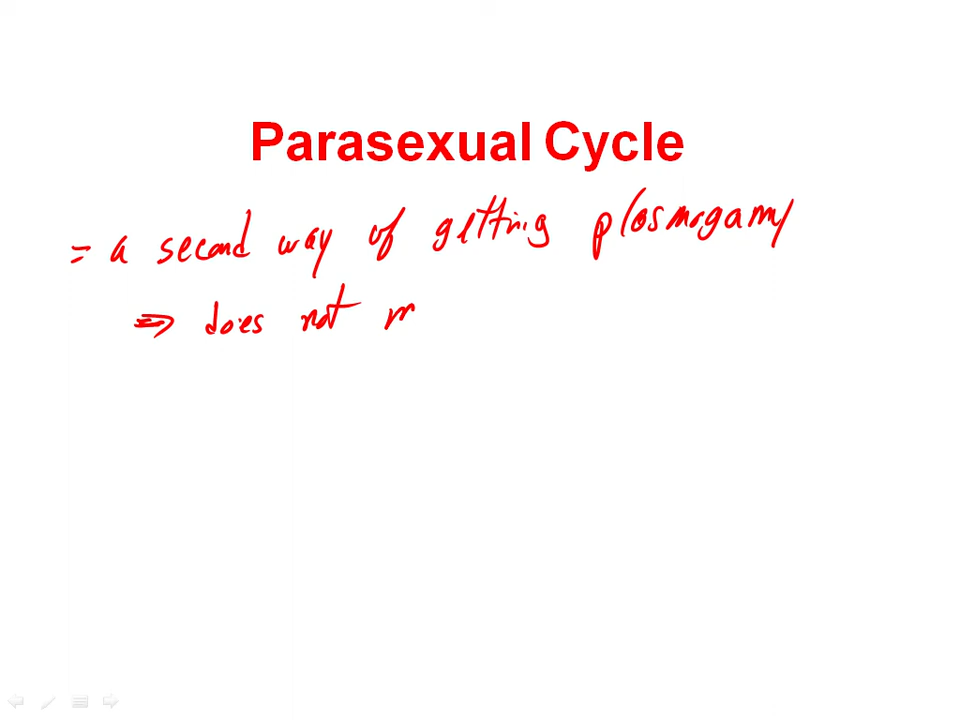 Parasexual Cycle
= a second way of getting plasmogamy
⇒ does not m